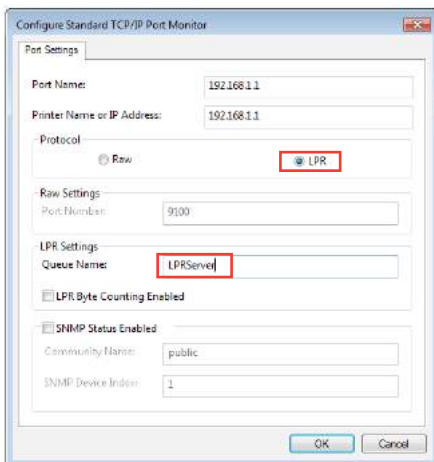 Configure Standard TCP/IP Port Monitor
Port Settings
Port Name: 192.168.1.1
Printer Name or IP Address: 192.168.1.1
Protocol
Raw LPR
Raw Settings
Port Number: 9100
LPR Settings
Queue Name: LPRServer
LPR Byte Counting Enabled
SNMP Status Enabled
Community Name: public
SNMP Device Index: 1
OK Cancel